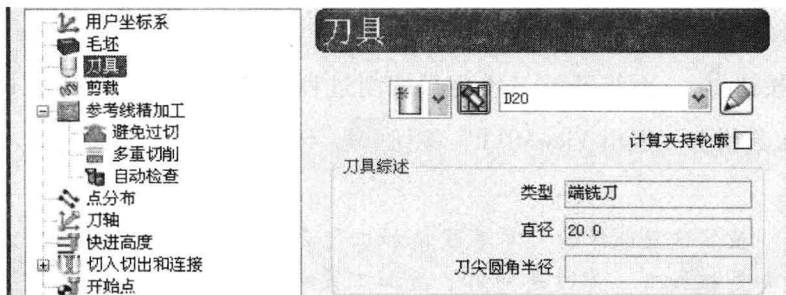 用户坐标系
毛坯
刀具
剪裁
参考线精加工
避免过切
多重切削
自动检查
点分布
刀轴
快进高度
切入切出和连接
开始点
刀具
D20
计算夹持轮廓
刀具综述
类型 端铣刀
直径 20.0
刀尖圆角半径